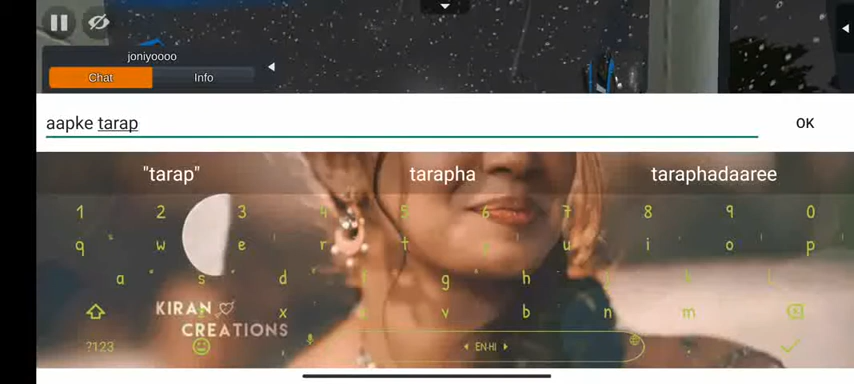 joniyoooo
Chat Info
aapke tarap OK
"tarap" tarapha taraphadaaree
1 2 3 4 5 6 7 8 9 0
q w e r t y u i o p
a s d f g h
KIRAN
CREATIONS
x v b n m
?123 EN-HI